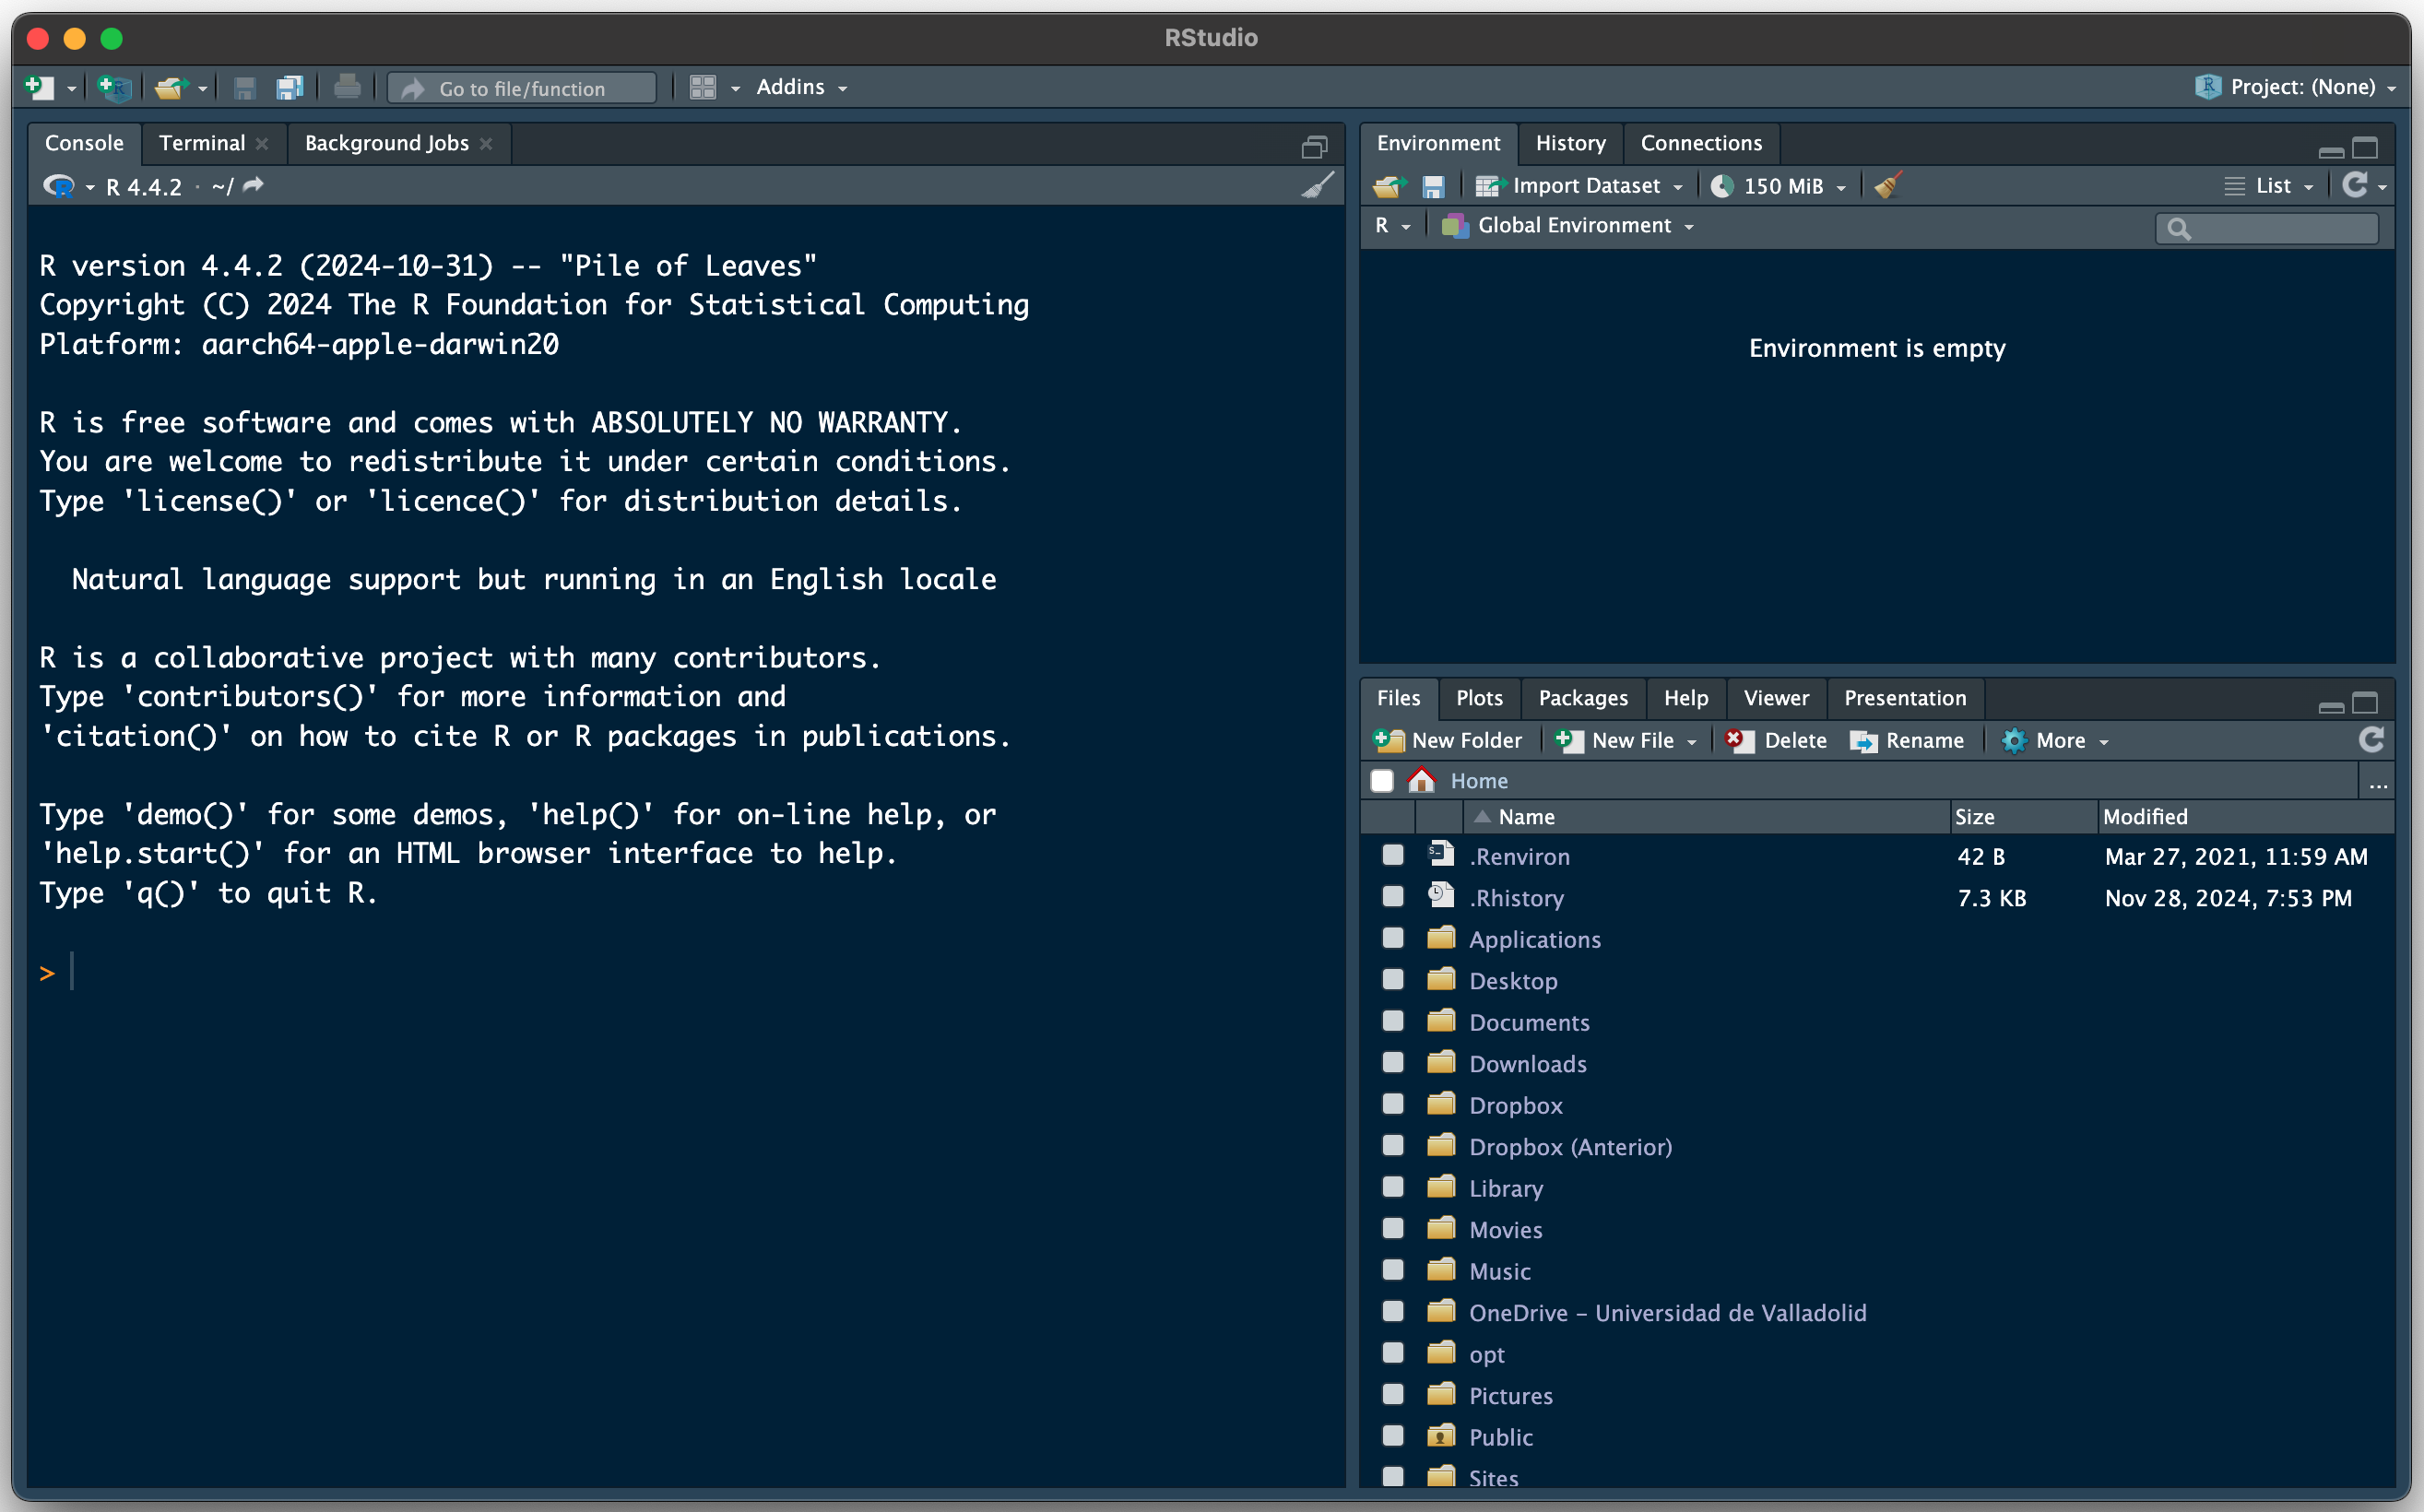 RStudio
Go to file/function
Addins
Project: (None)
Console Terminal Background Jobs
R 4.4.2 · ~/
R version 4.4.2 (2024-10-31) -- "Pile of Leaves"
Copyright (C) 2024 The R Foundation for Statistical Computing
Platform: aarch64-apple-darwin20
R is free software and comes with ABSOLUTELY NO WARRANTY.
You are welcome to redistribute it under certain conditions.
Type 'license()' or 'licence()' for distribution details.
Natural language support but running in an English locale
R is a collaborative project with many contributors.
Type 'contributors()' for more information and
'citation()' on how to cite R or R packages in publications.
Type 'demo()' for some demos, 'help()' for on-line help, or
'help.start()' for an HTML browser interface to help.
Type 'q()' to quit R.
>
Environment History Connections
Import Dataset 150 MiB List
R Global Environment
Environment is empty
Files Plots Packages Help Viewer Presentation
New Folder New File Delete Rename More
Home ...
Name Size Modified
.Renviron 42 B Mar 27, 2021, 11:59 AM
.Rhistory 7.3 KB Nov 28, 2024, 7:53 PM
Applications
Desktop
Documents
Downloads
Dropbox
Dropbox (Anterior)
Library
Movies
Music
OneDrive - Universidad de Valladolid
opt
Pictures
Public
Sites